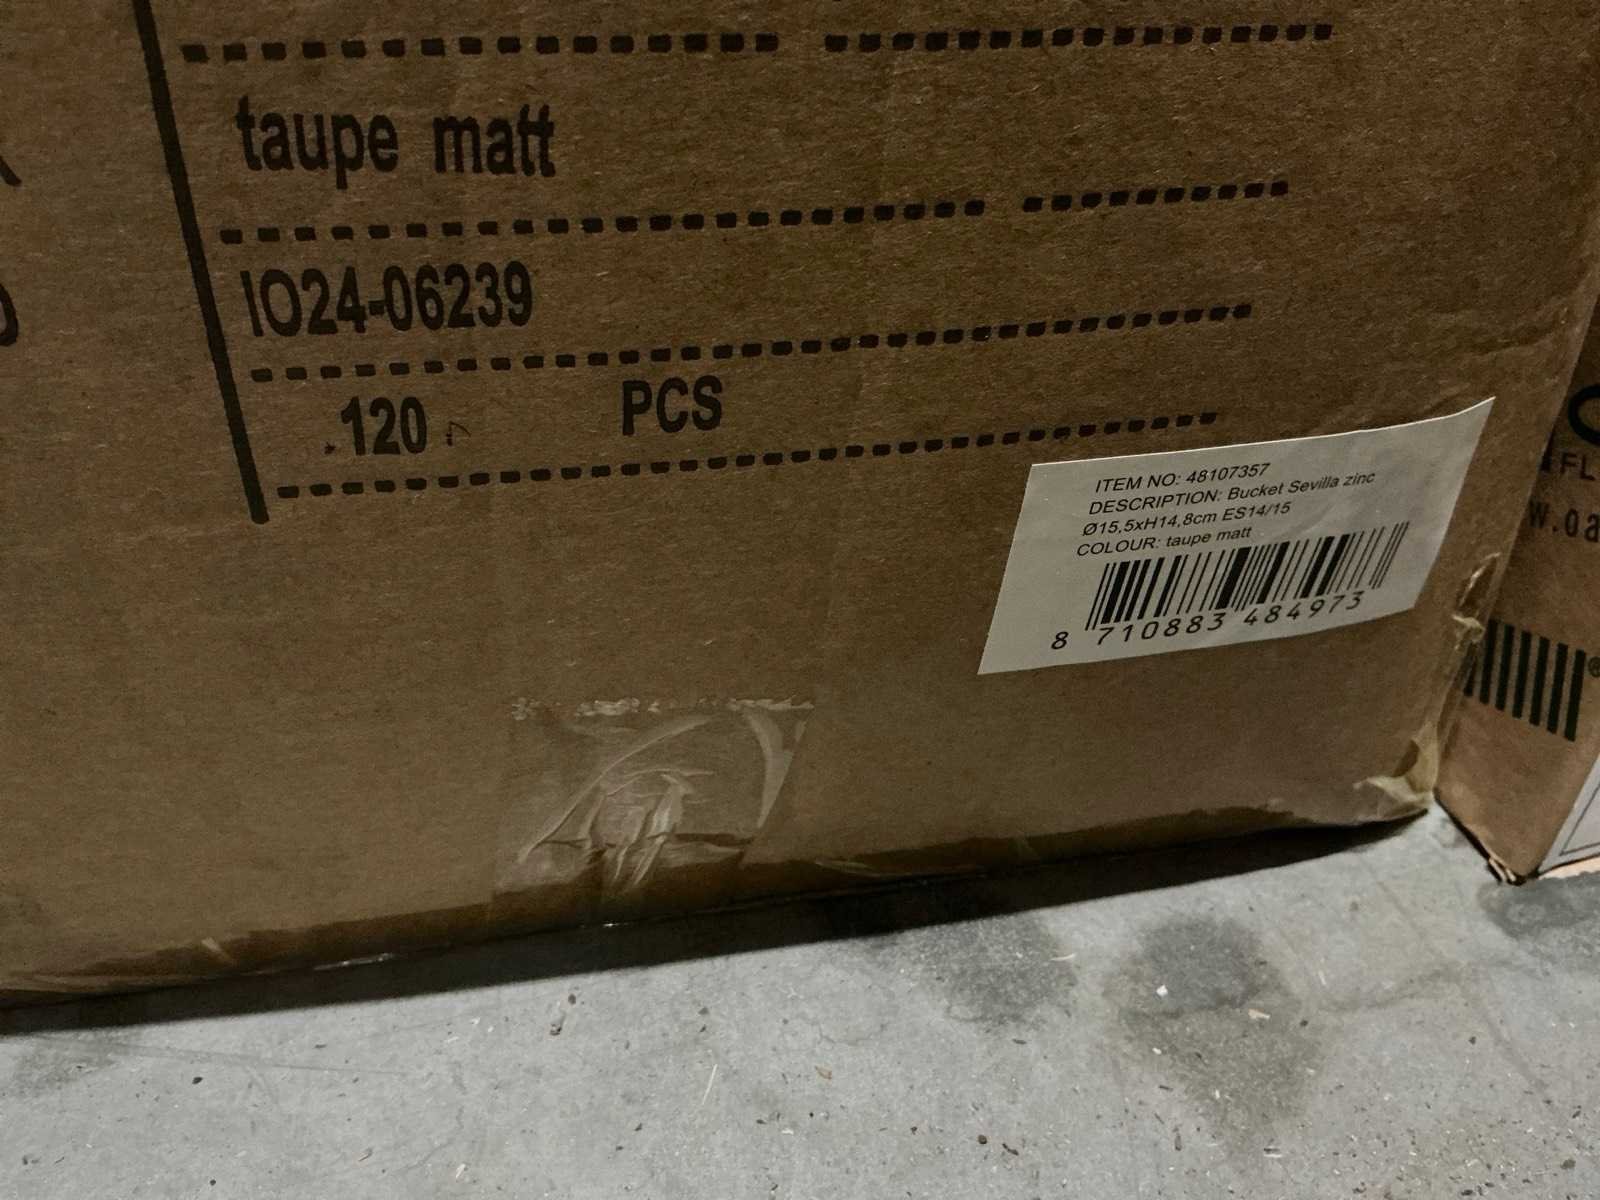 taupe matt
IO24-06239
120 PCS
ITEM NO: 48107357
DESCRIPTION: Bucket Sevilla zinc
Ø15,5xH14,8cm ES14/15
COLOUR: taupe matt
8 710883 484973